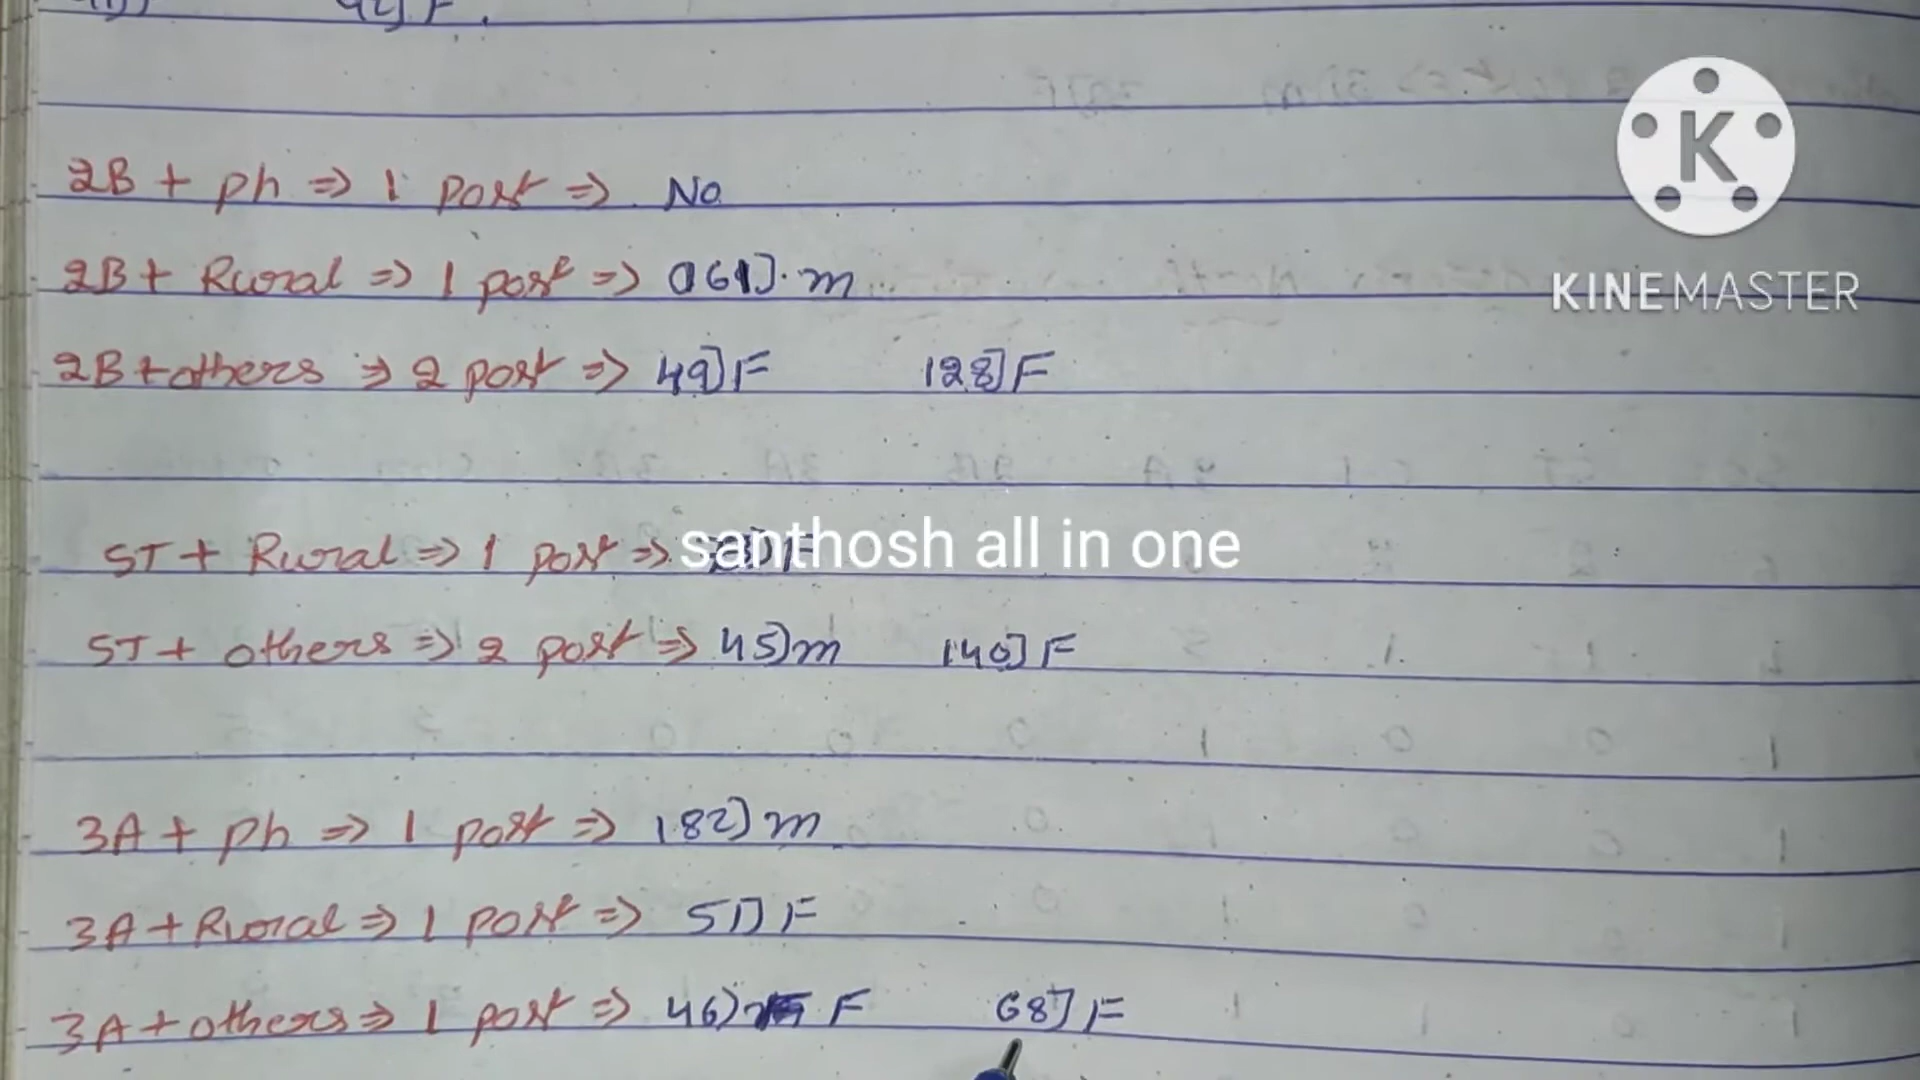 42] F.
2B + ph => 1 post => No
2B + Rural => 1 post => 161]. m
2B + others => 2 post => 49] F 128] F
ST + Rural => 1 post => F
santhosh all in one
ST + others => 2 post => 45) m 140] F
3A + ph => 1 post => 182) m
3A + Rural => 1 post => 51] F
3A + others => 1 post => 46) F 68] F
K
KINEMASTER